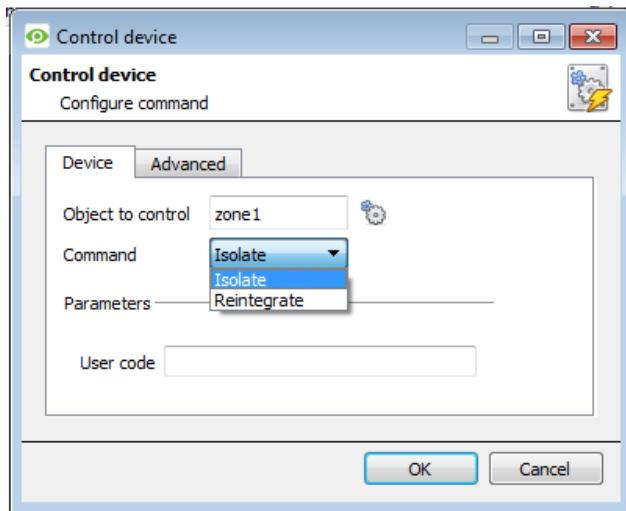 Control device
Control device
Configure command
Device Advanced
Object to control zone1
Command Isolate
Isolate
Reintegrate
Parameters
User code
OK Cancel